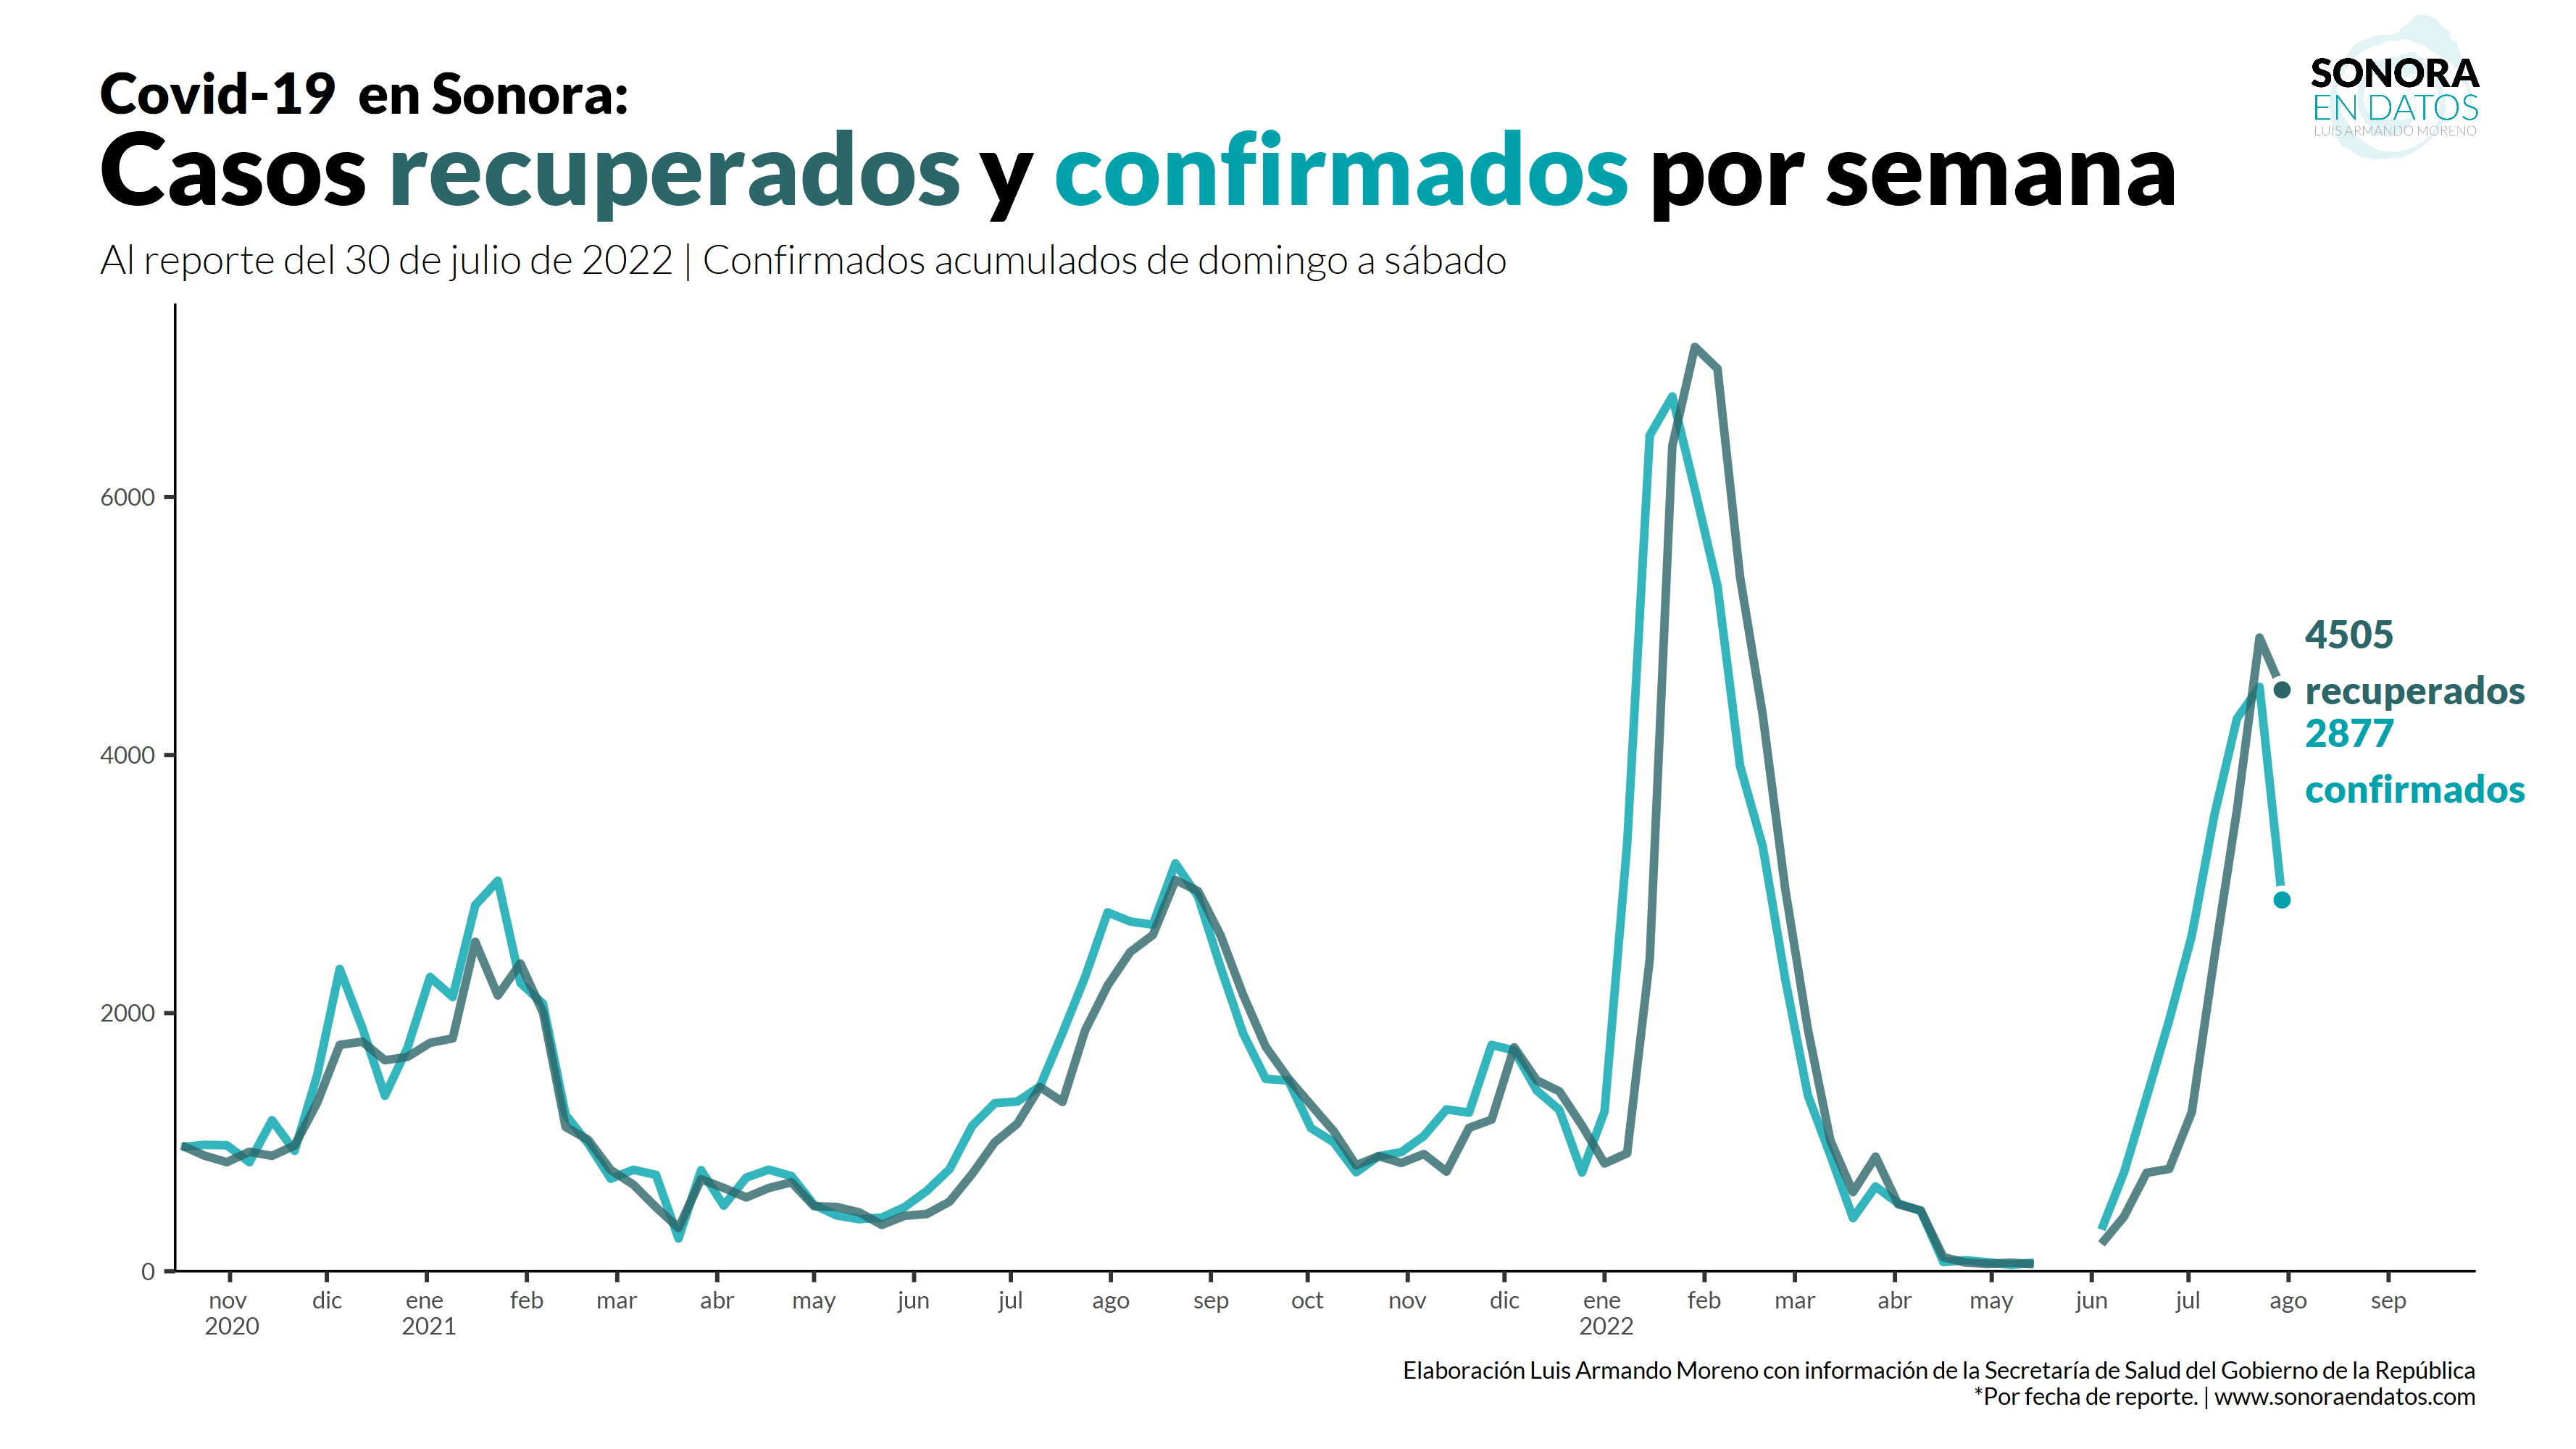 SONORA
EN DATOS
LUIS ARMANDO MORENO
Covid-19 en Sonora:
Casos recuperados y confirmados por semana
Al reporte del 30 de julio de 2022 | Confirmados acumulados de domingo a sábado
6000
4000
2000
0
4505
recuperados
2877
confirmados
nov dic ene feb mar abr may jun jul ago sep oct nov dic ene feb mar abr may jun jul ago sep
2020 2021 2022
Elaboración Luis Armando Moreno con información de la Secretaría de Salud del Gobierno de la República
*Por fecha de reporte. | www.sonoraendatos.com